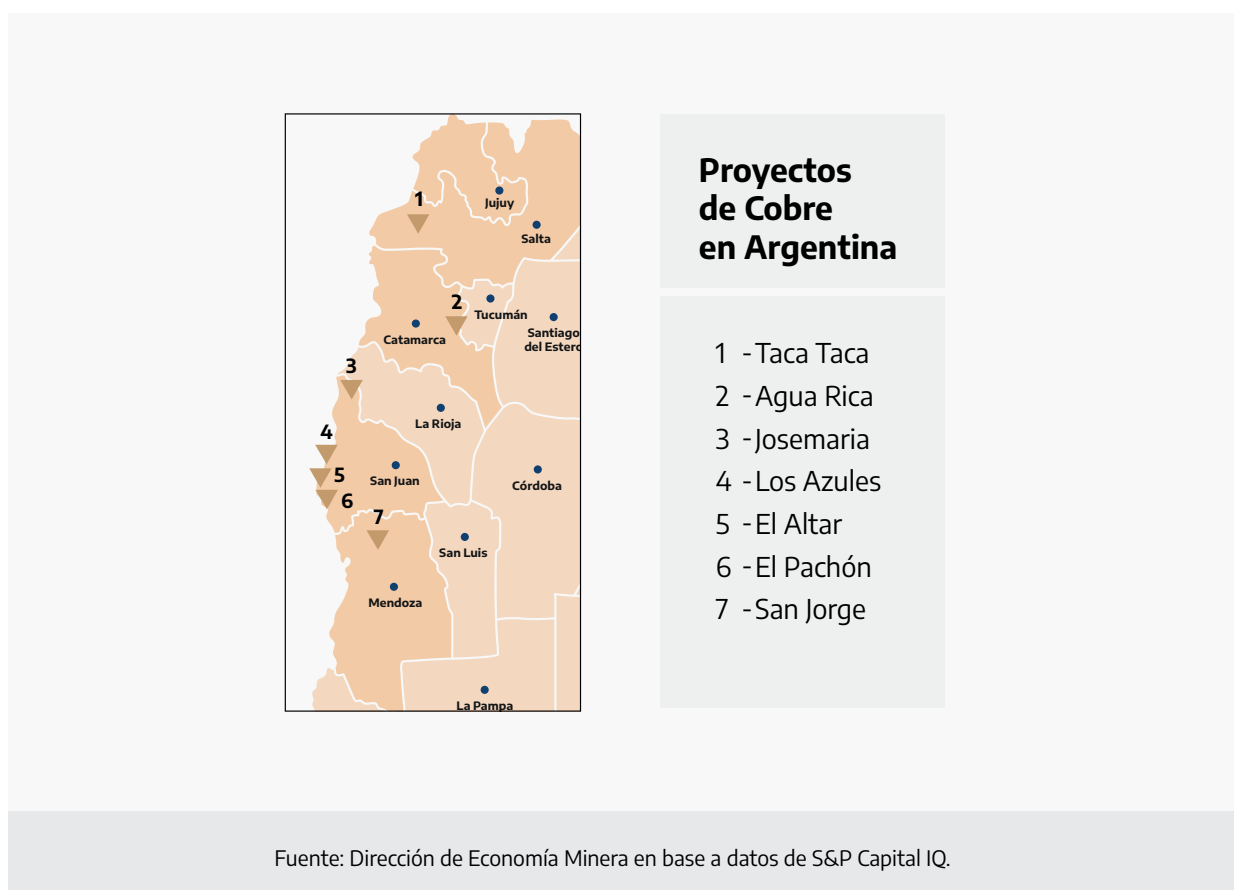 1
Jujuy
Salta
2
Tucumán
Santiago
del Estero
Catamarca
3
La Rioja
4
5
San Juan
Córdoba
6
7
San Luis
Mendoza
La Pampa
Proyectos
de Cobre
en Argentina
1 - Taca Taca
2 - Agua Rica
3 - Josemaria
4 - Los Azules
5 - El Altar
6 - El Pachón
7 - San Jorge
Fuente: Dirección de Economía Minera en base a datos de S&P Capital IQ.